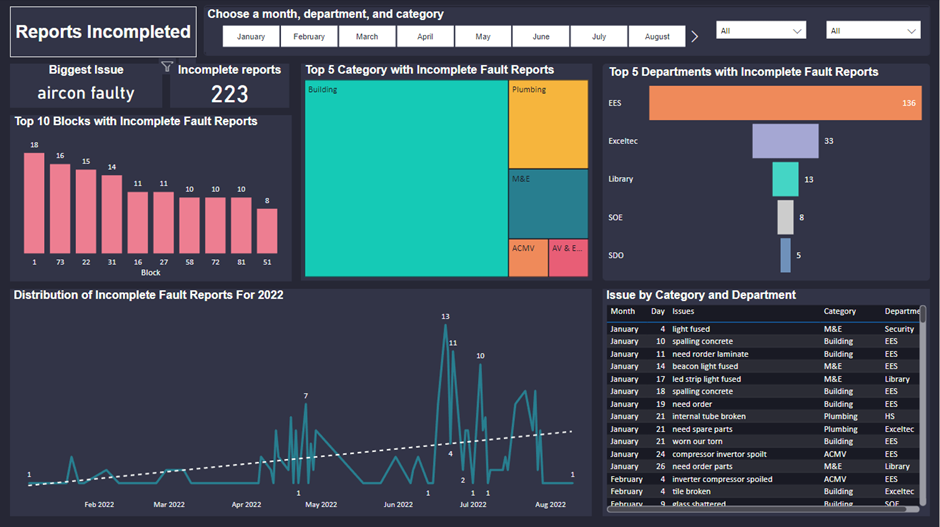 Reports Incompleted
Choose a month, department, and category
January February March April May June July August
All All
Biggest Issue
aircon faulty
Incomplete reports
223
Top 10 Blocks with Incomplete Fault Reports
18 16 15 14 11 11 10 10 10 8
1 73 22 31 16 27 58 72 81 51
Block
Top 5 Category with Incomplete Fault Reports
Building
Plumbing
M&E
ACMV
AV & E...
Top 5 Departments with Incomplete Fault Reports
EES 136
Exceltec 33
Library 13
SOE 8
SDO 5
Distribution of Incomplete Fault Reports For 2022
1 1 7 1 13 11 4 2 1 10 1 1
Feb 2022 Mar 2022 Apr 2022 May 2022 Jun 2022 Jul 2022 Aug 2022
Issue by Category and Department
Month Day Issues Category Departme
January 4 light fused M&E Security
January 10 spalling concrete Building EES
January 11 need rorder laminate Building EES
January 14 beacon light fused M&E EES
January 17 led strip light fused M&E Library
January 18 spalling concrete Building EES
January 19 need order Building EES
January 21 internal tube broken Plumbing HS
January 21 need spare parts Plumbing Exceltec
January 21 worn our torn Building EES
January 24 compressor invertor spoilt ACMV EES
January 26 need order parts M&E Library
February 4 inverter compressor spoiled ACMV EES
February 4 tile broken Building Exceltec
February 9 glass shattered Building SOE